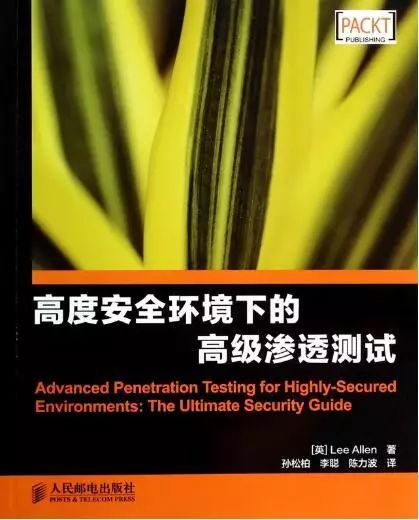 [PACKT]
PUBLISHING
高度安全环境下的
高级渗透测试
Advanced Penetration Testing for Highly-Secured
Environments: The Ultimate Security Guide
[英] Lee Allen 著
孙松柏 李聪 陈力波 译
人民邮电出版社
POSTS & TELECOM PRESS